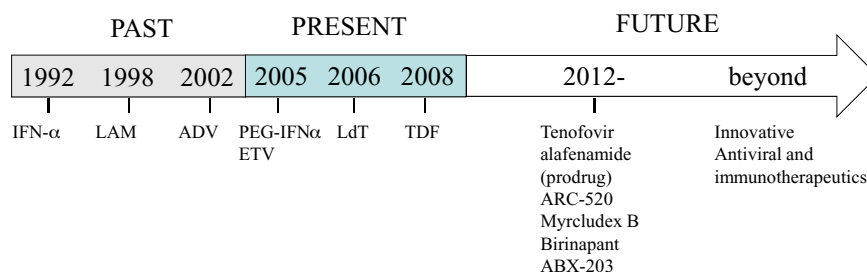 PAST PRESENT FUTURE
1992 1998 2002 2005 2006 2008 2012- beyond
IFN-α LAM ADV PEG-IFNα LdT TDF Tenofovir Innovative
ETV alafenamide Antiviral and
(prodrug) immunotherapeutics
ARC-520
Myrcludex B
Birinapant
ABX-203